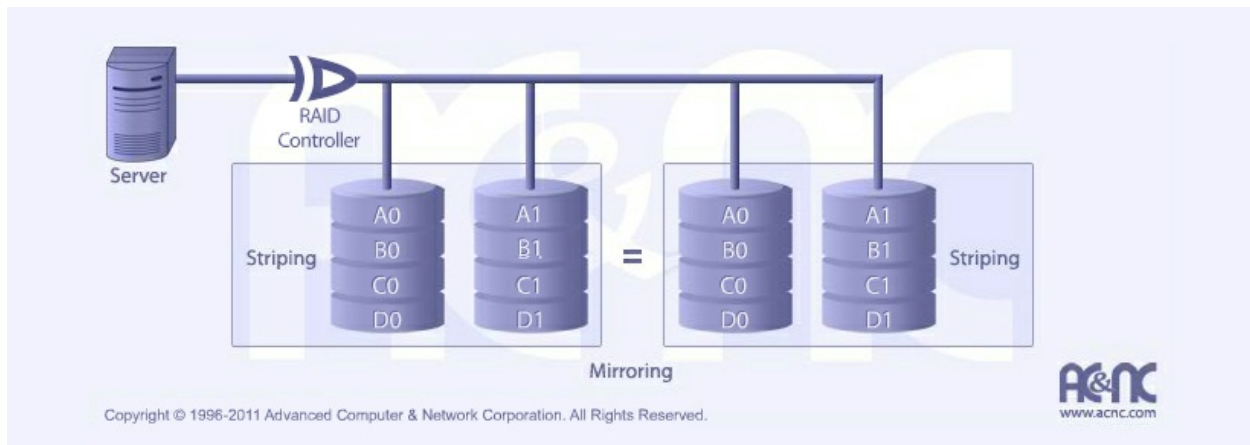 RAID
Controller
Server
Striping
A0
B0
C0
D0
A1
B1
C1
D1
=
A0
B0
C0
D0
A1
B1
C1
D1
Striping
Mirroring
AC&NC
www.acnc.com
Copyright © 1996-2011 Advanced Computer & Network Corporation. All Rights Reserved.